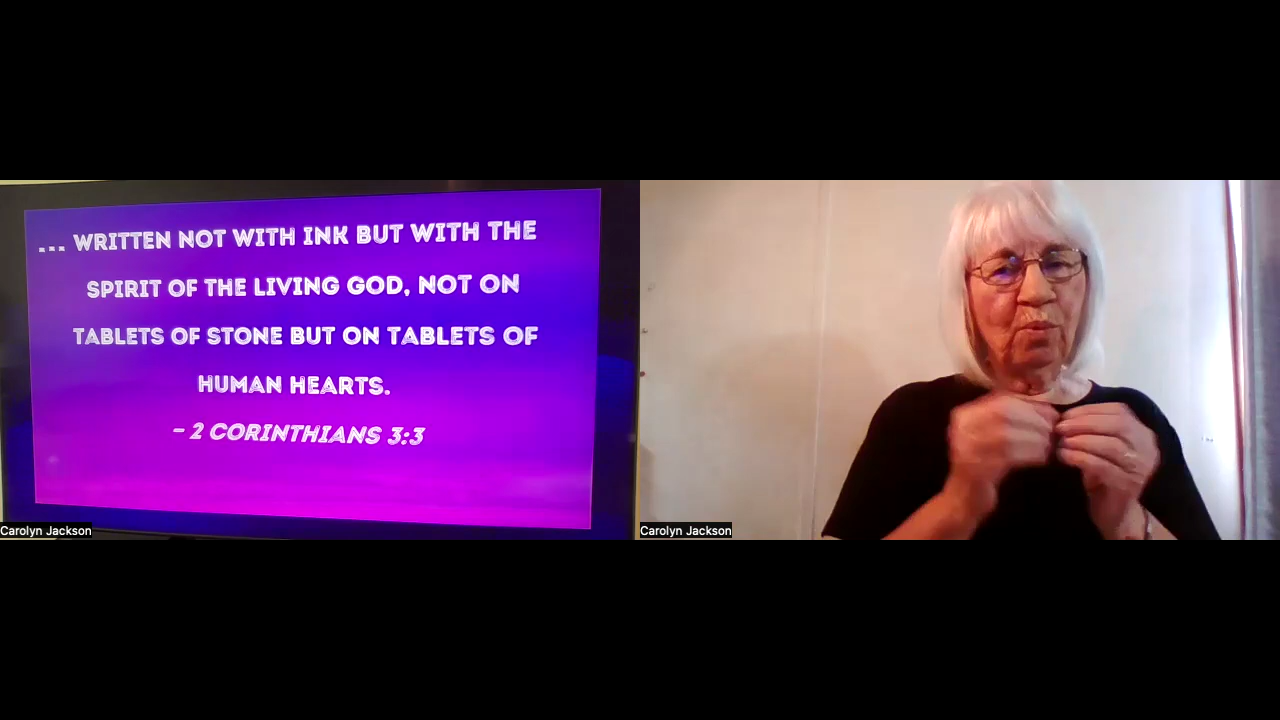 ... WRITTEN NOT WITH INK BUT WITH THE
SPIRIT OF THE LIVING GOD, NOT ON
TABLETS OF STONE BUT ON TABLETS OF
HUMAN HEARTS.
– 2 CORINTHIANS 3:3
Carolyn Jackson
Carolyn Jackson